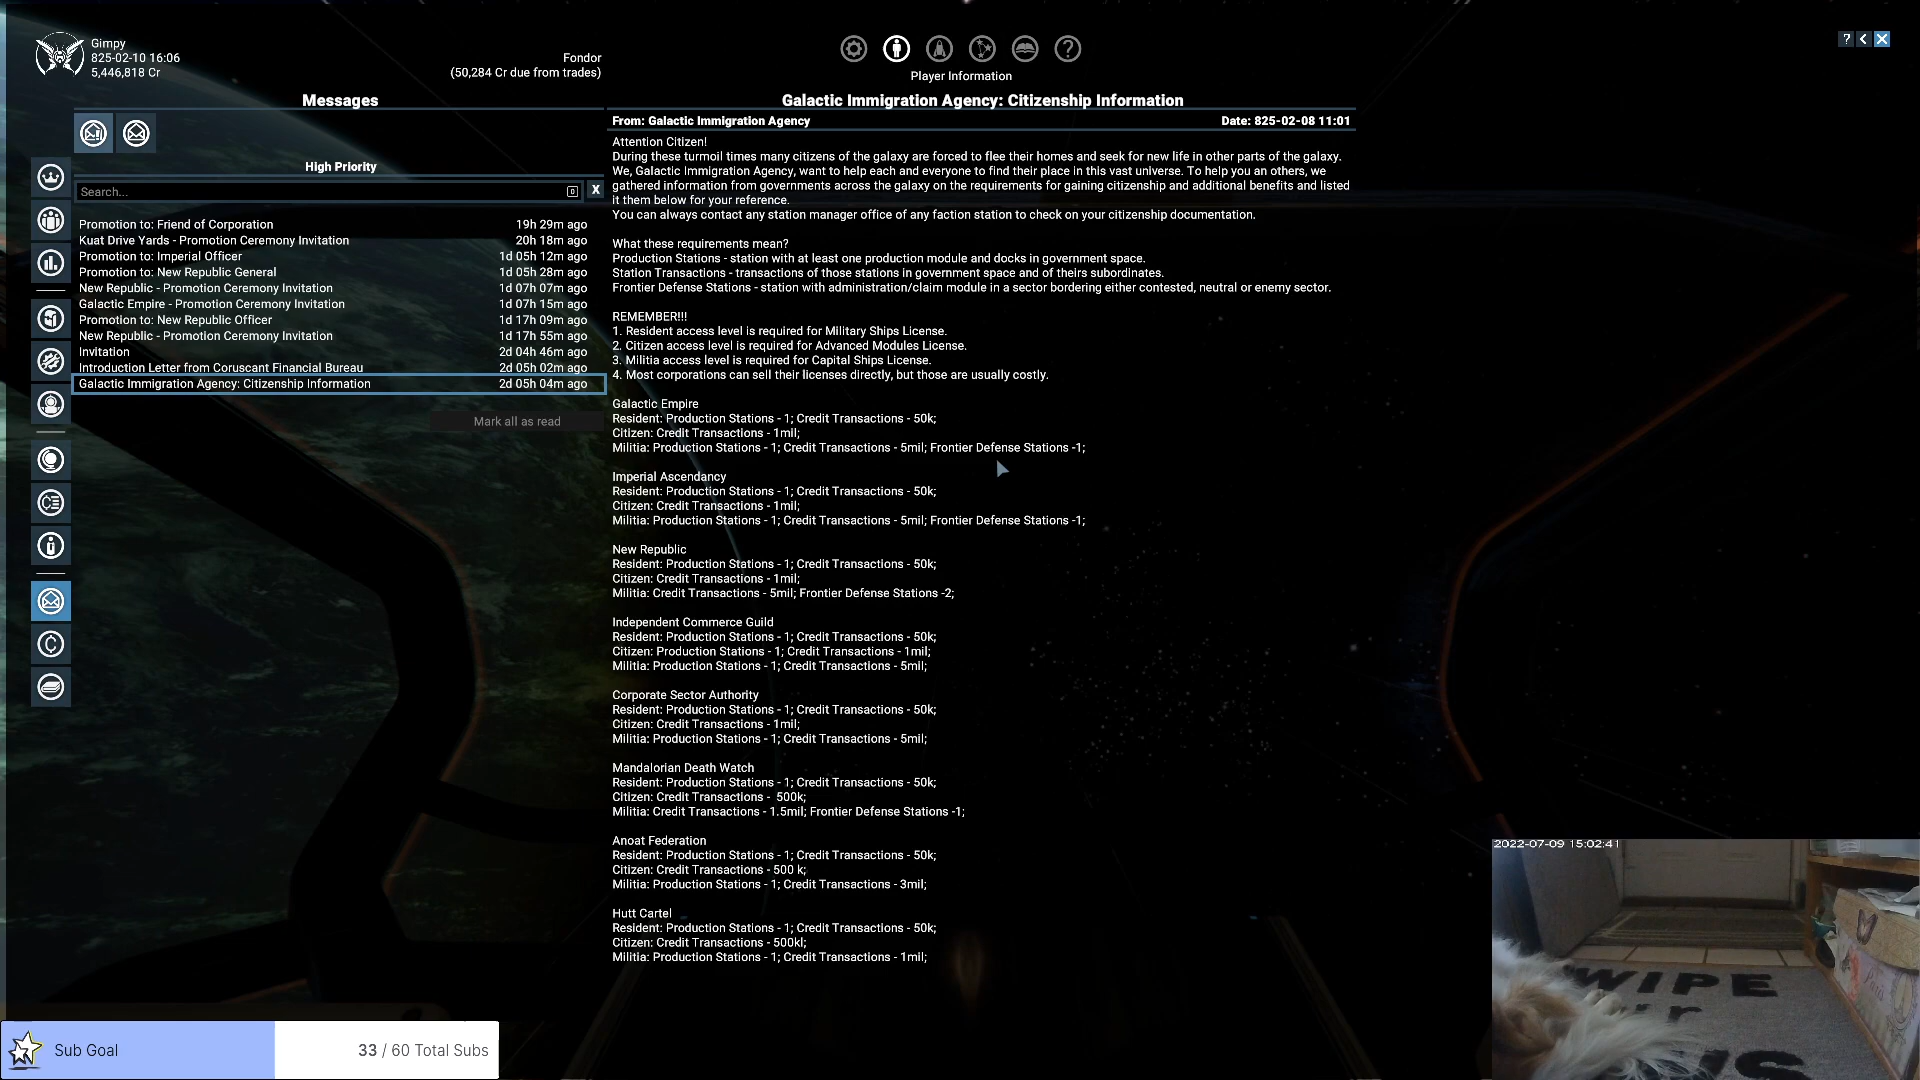 Gimpy
825-02-10 16:06
5,446,818 Cr
Fondor
(50,284 Cr due from trades)
Player Information
? < X
Messages
High Priority
Search...
X
Promotion to: Friend of Corporation 19h 29m ago
Kuat Drive Yards - Promotion Ceremony Invitation 20h 18m ago
Promotion to: Imperial Officer 1d 05h 12m ago
Promotion to: New Republic General 1d 05h 28m ago
New Republic - Promotion Ceremony Invitation 1d 07h 07m ago
Galactic Empire - Promotion Ceremony Invitation 1d 07h 15m ago
Promotion to: New Republic Officer 1d 17h 09m ago
New Republic - Promotion Ceremony Invitation 1d 17h 55m ago
Invitation 2d 04h 46m ago
Introduction Letter from Coruscant Financial Bureau 2d 05h 02m ago
Galactic Immigration Agency: Citizenship Information 2d 05h 04m ago
Mark all as read
Galactic Immigration Agency: Citizenship Information
From: Galactic Immigration Agency Date: 825-02-08 11:01
Attention Citizen!
During these turmoil times many citizens of the galaxy are forced to flee their homes and seek for new life in other parts of the galaxy.
We, Galactic Immigration Agency, want to help each and everyone to find their place in this vast universe. To help you an others, we
gathered information from governments across the galaxy on the requirements for gaining citizenship and additional benefits and listed
it them below for your reference.
You can always contact any station manager office of any faction station to check on your citizenship documentation.
What these requirements mean?
Production Stations - station with at least one production module and docks in government space.
Station Transactions - transactions of those stations in government space and of theirs subordinates.
Frontier Defense Stations - station with administration/claim module in a sector bordering either contested, neutral or enemy sector.
REMEMBER!!!
1. Resident access level is required for Military Ships License.
2. Citizen access level is required for Advanced Modules License.
3. Militia access level is required for Capital Ships License.
4. Most corporations can sell their licenses directly, but those are usually costly.
Galactic Empire
Resident: Production Stations - 1; Credit Transactions - 50k;
Citizen: Credit Transactions - 1mil;
Militia: Production Stations - 1; Credit Transactions - 5mil; Frontier Defense Stations -1;
Imperial Ascendancy
Resident: Production Stations - 1; Credit Transactions - 50k;
Citizen: Credit Transactions - 1mil;
Militia: Production Stations - 1; Credit Transactions - 5mil; Frontier Defense Stations -1;
New Republic
Resident: Production Stations - 1; Credit Transactions - 50k;
Citizen: Credit Transactions - 1mil;
Militia: Credit Transactions - 5mil; Frontier Defense Stations -2;
Independent Commerce Guild
Resident: Production Stations - 1; Credit Transactions - 50k;
Citizen: Production Stations - 1; Credit Transactions - 1mil;
Militia: Production Stations - 1; Credit Transactions - 5mil;
Corporate Sector Authority
Resident: Production Stations - 1; Credit Transactions - 50k;
Citizen: Credit Transactions - 1mil;
Militia: Production Stations - 1; Credit Transactions - 5mil;
Mandalorian Death Watch
Resident: Production Stations - 1; Credit Transactions - 50k;
Citizen: Credit Transactions - 500k;
Militia: Credit Transactions - 1.5mil; Frontier Defense Stations -1;
Anoat Federation
Resident: Production Stations - 1; Credit Transactions - 50k;
Citizen: Credit Transactions - 500 k;
Militia: Production Stations - 1; Credit Transactions - 3mil;
Hutt Cartel
Resident: Production Stations - 1; Credit Transactions - 50k;
Citizen: Credit Transactions - 500kl;
Militia: Production Stations - 1; Credit Transactions - 1mil;
2022-07-09 15:02:41
WIPE
Sub Goal 33 / 60 Total Subs